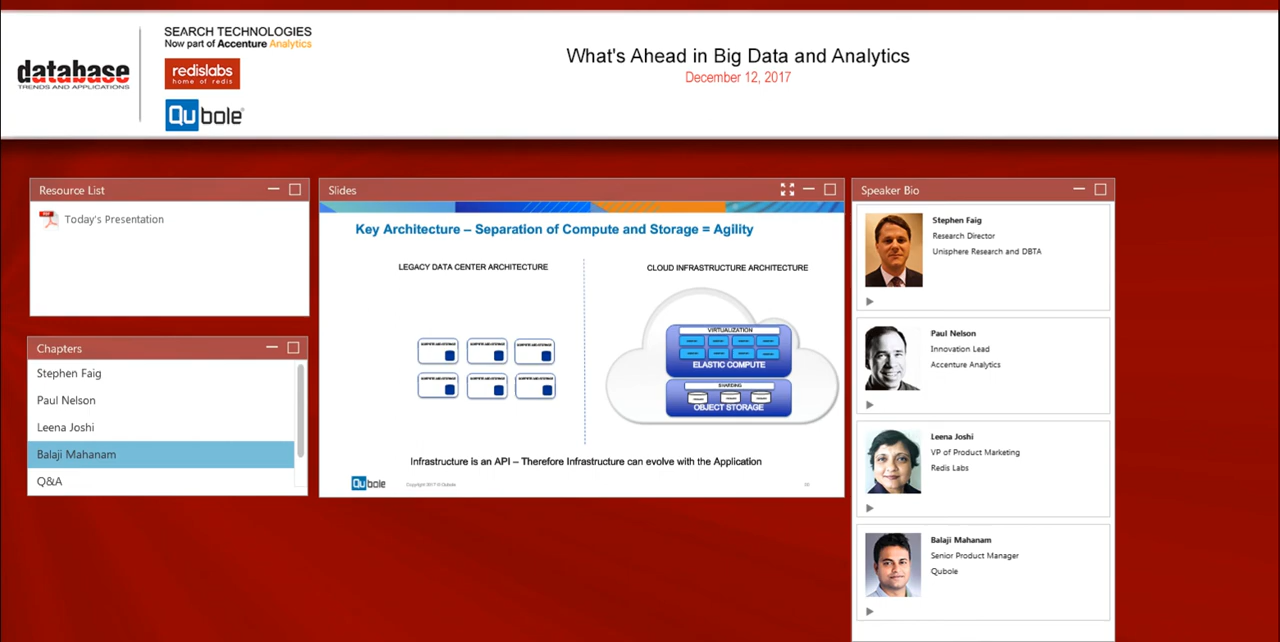 SEARCH TECHNOLOGIES
Now part of Accenture Analytics
database
TRENDS AND APPLICATIONS
redislabs
home of redis
Qubole
What's Ahead in Big Data and Analytics
December 12, 2017
Resource List
PDF
Today's Presentation
Chapters
Stephen Faig
Paul Nelson
Leena Joshi
Balaji Mahanam
Q&A
Slides
Key Architecture – Separation of Compute and Storage = Agility
LEGACY DATA CENTER ARCHITECTURE
CLOUD INFRASTRUCTURE ARCHITECTURE
VIRTUALIZATION
ELASTIC COMPUTE
SHARDING
OBJECT STORAGE
Infrastructure is an API – Therefore Infrastructure can evolve with the Application
Qubole
Copyright 2017 © Qubole
Speaker Bio
Stephen Faig
Research Director
Unisphere Research and DBTA
Paul Nelson
Innovation Lead
Accenture Analytics
Leena Joshi
VP of Product Marketing
Redis Labs
Balaji Mahanam
Senior Product Manager
Qubole